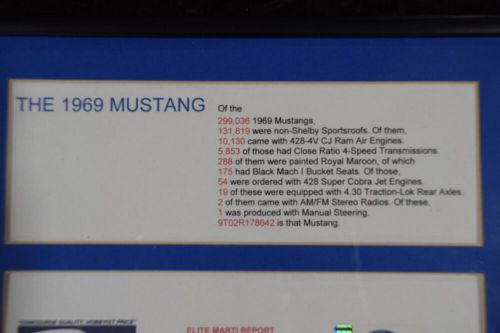 THE 1969 MUSTANG
Of the
299,036 1969 Mustangs,
131,819 were non-Shelby Sportsroofs. Of them,
10,130 came with 428-4V CJ Ram Air Engines.
5,853 of those had Close Ratio 4-Speed Transmissions.
288 of them were painted Royal Maroon, of which
175 had Black Mach I Bucket Seats. Of those,
54 were ordered with 428 Super Cobra Jet Engines.
19 of these were equipped with 4.30 Traction-Lok Rear Axles.
2 of them came with AM/FM Stereo Radios. Of these,
1 was produced with Manual Steering.
9T02R178642 is that Mustang.
"CONCOURSE QUALITY, HOBBYIST PRICE"
ELITE MARTI REPORT